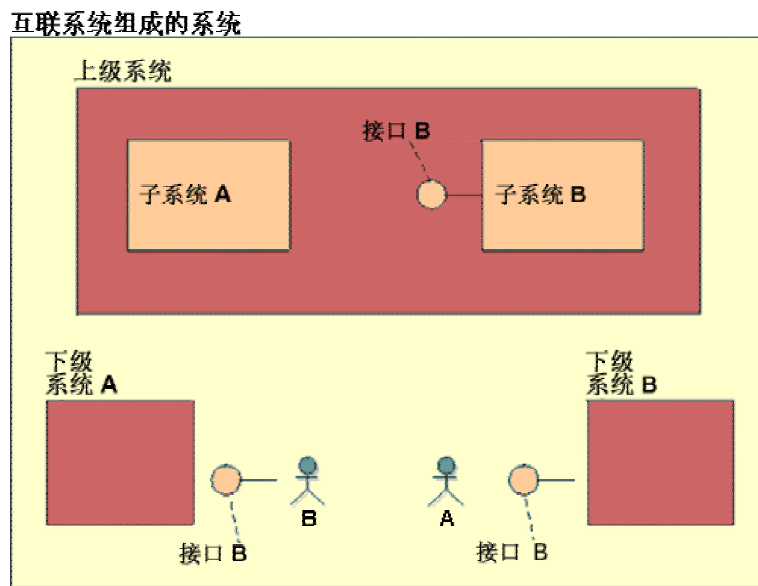 互联系统组成的系统
上级系统
接口 B
子系统 A
子系统 B
下级
系统 A
下级
系统 B
B
A
接口 B
接口 B